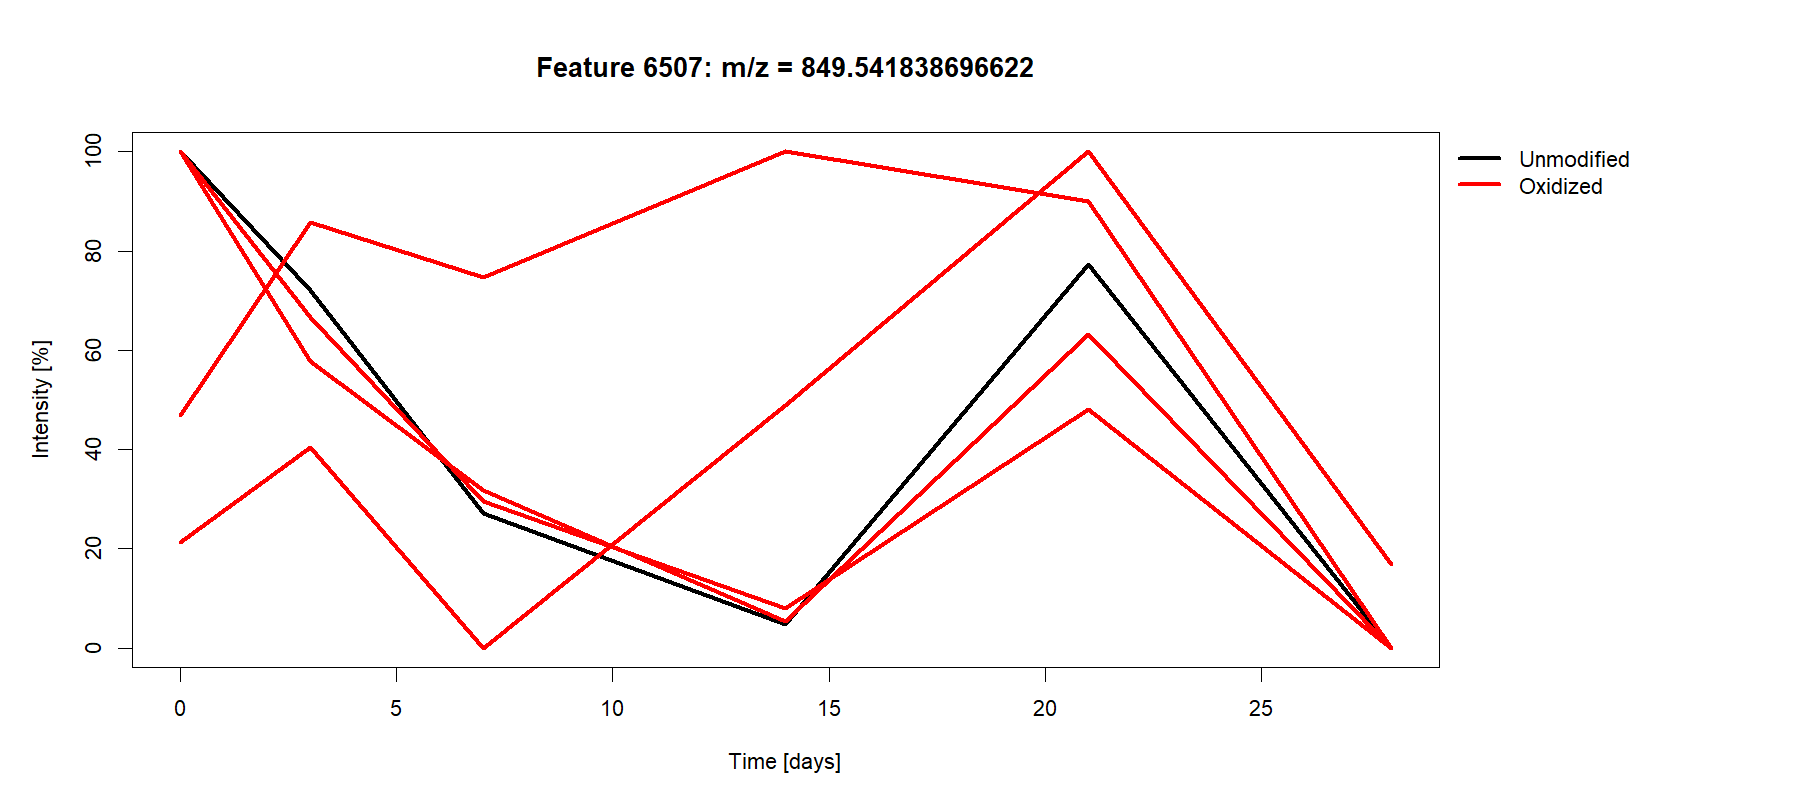 Feature 6507: m/z = 849.541838696622
Unmodified
Oxidized
Intensity [%]
100
80
60
40
20
0
0 5 10 15 20 25
Time [days]